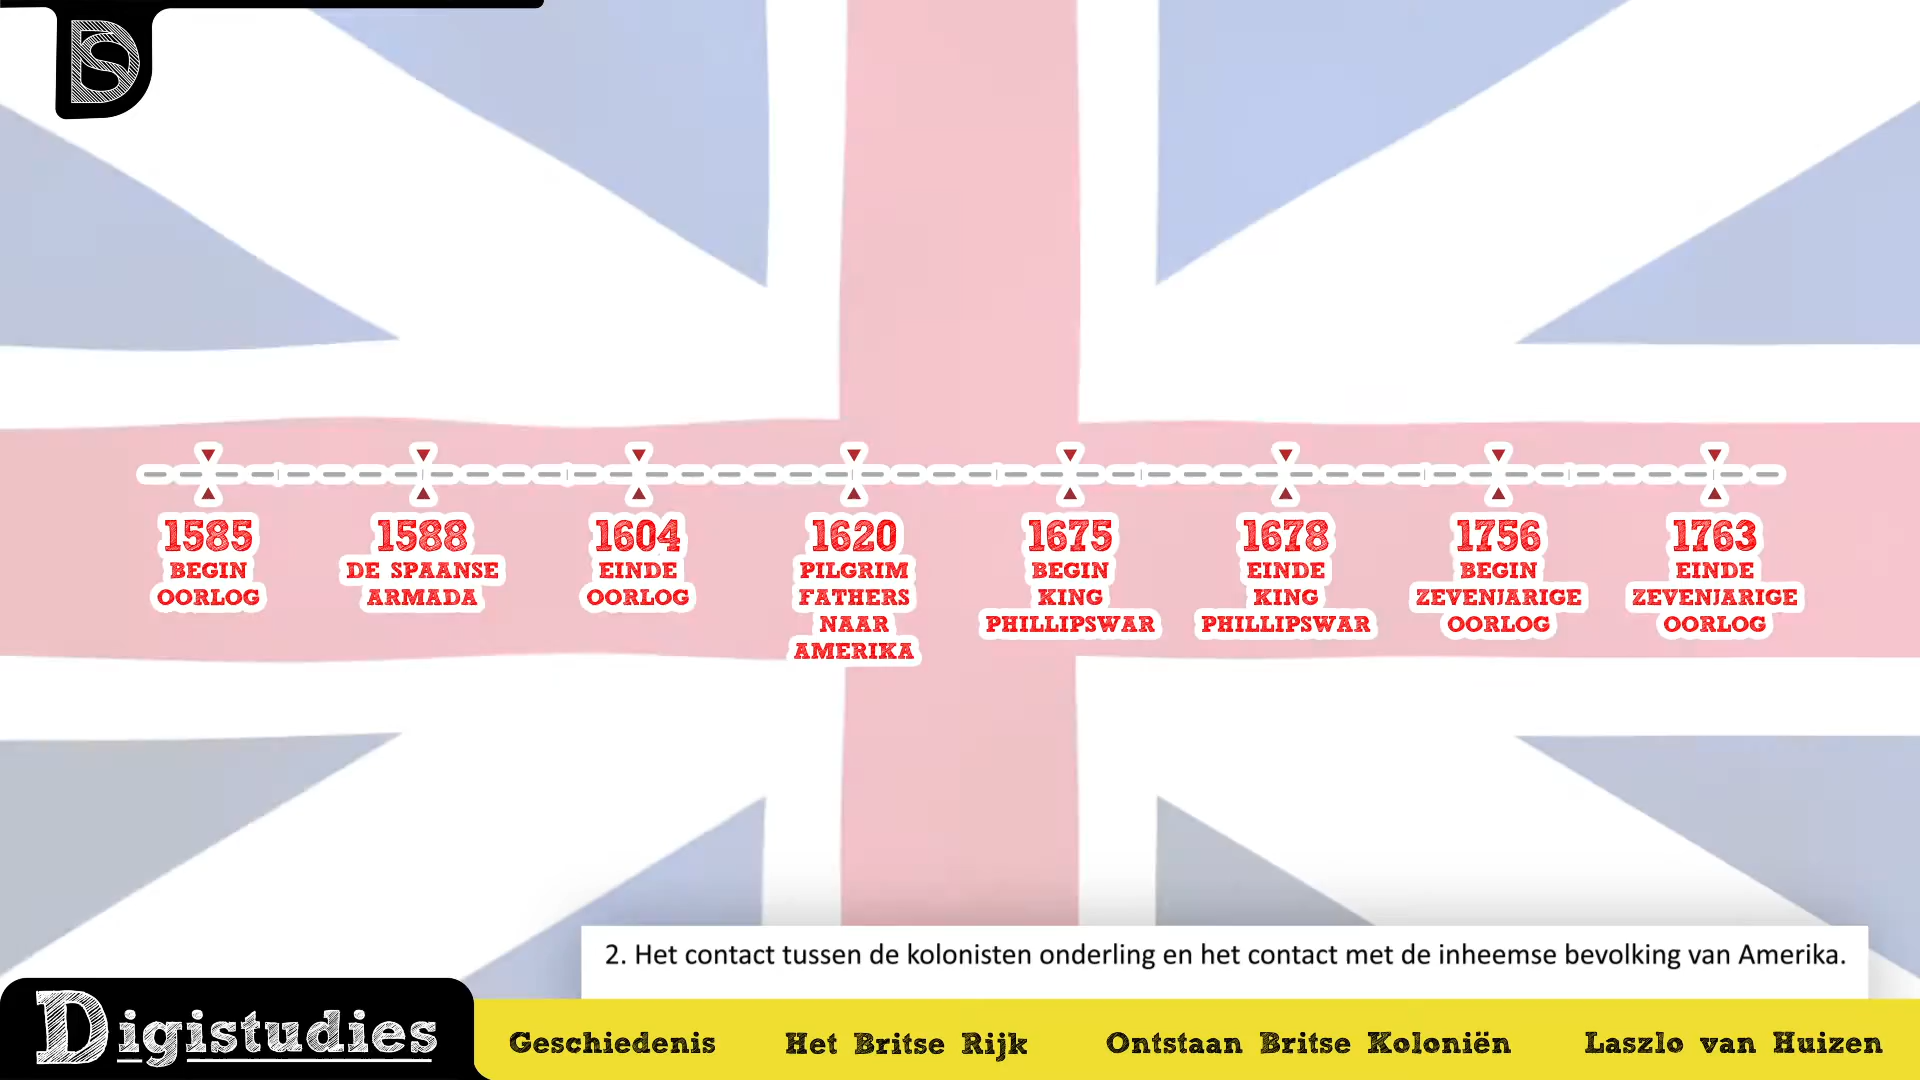 DS
1585
BEGIN
OORLOG
1588
DE SPAANSE
ARMADA
1604
EINDE
OORLOG
1620
PILGRIM
FATHERS
NAAR
AMERIKA
1675
BEGIN
KING
PHILLIPSWAR
1678
EINDE
KING
PHILLIPSWAR
1756
BEGIN
ZEVENJARIGE
OORLOG
1763
EINDE
ZEVENJARIGE
OORLOG
2. Het contact tussen de kolonisten onderling en het contact met de inheemse bevolking van Amerika.
Digistudies
Geschiedenis
Het Britse Rijk
Ontstaan Britse Koloniën
Laszlo van Huizen